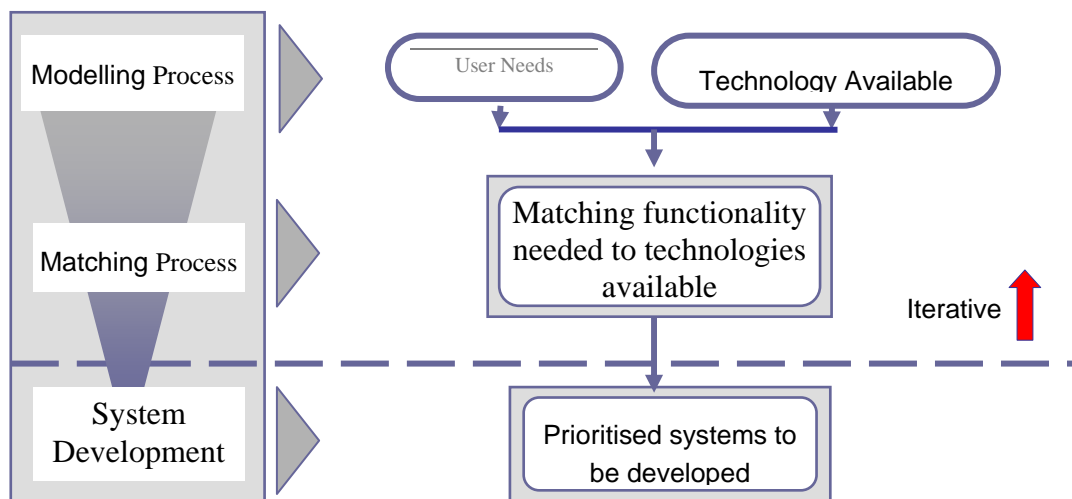 Modelling Process
User Needs
Technology Available
Matching Process
Matching functionality
needed to technologies
available
Iterative
System
Development
Prioritised systems to
be developed